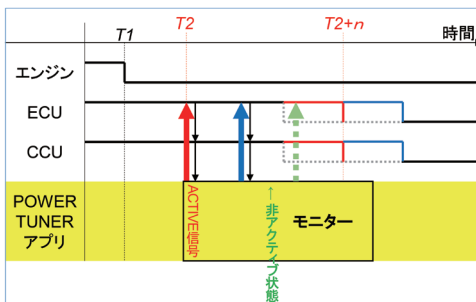 T1
T2
T2+n
時間
エンジン
ECU
CCU
POWER
TUNER
アプリ
ACTIVE信号
←非アクティブ状態
モニター